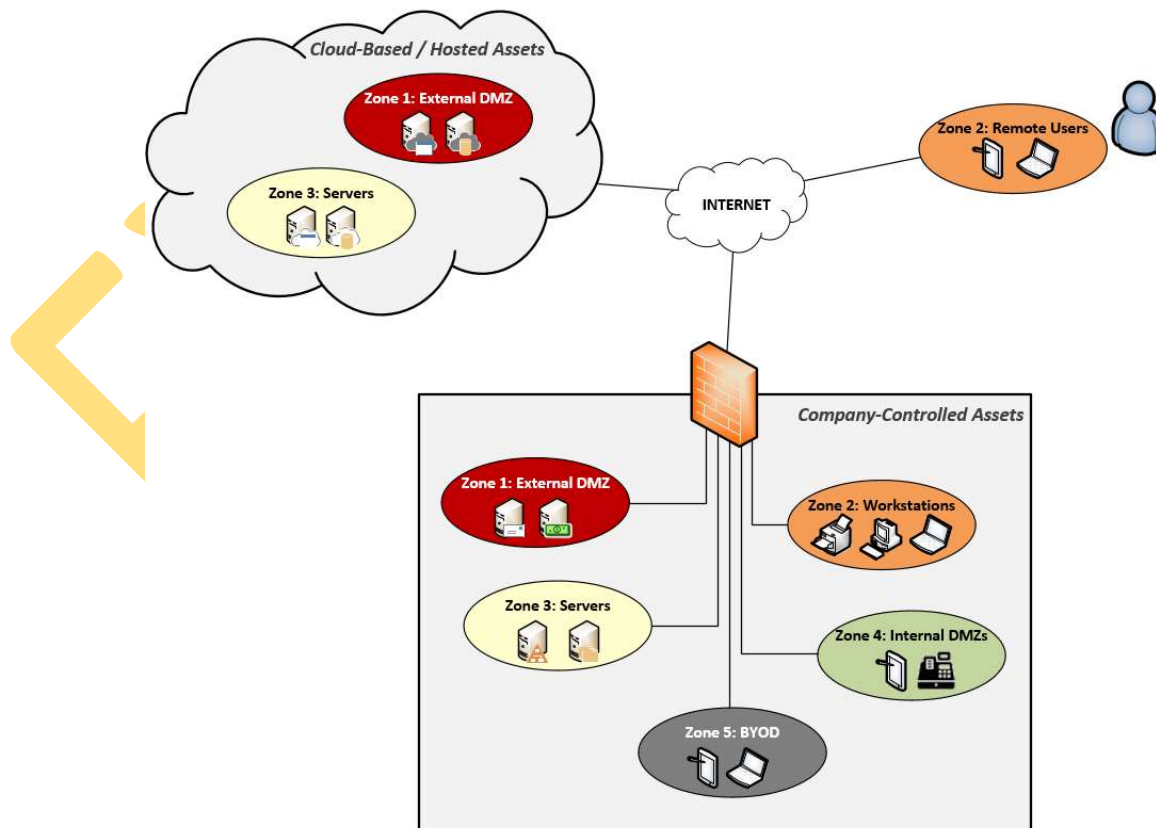 Cloud-Based / Hosted Assets
Zone 1: External DMZ
Zone 2: Remote Users
Zone 3: Servers
INTERNET
Company-Controlled Assets
Zone 1: External DMZ
Zone 2: Workstations
Zone 3: Servers
Zone 4: Internal DMZs
Zone 5: BYOD